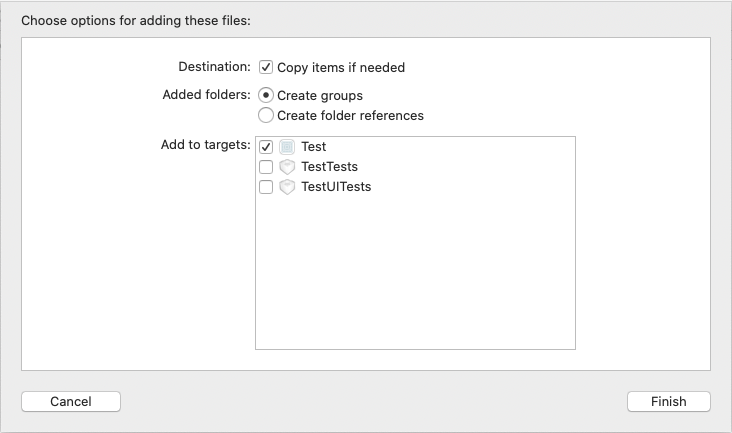 Choose options for adding these files:
Destination: Copy items if needed
Added folders: Create groups
Create folder references
Add to targets: Test
TestTests
TestUITests
Cancel Finish